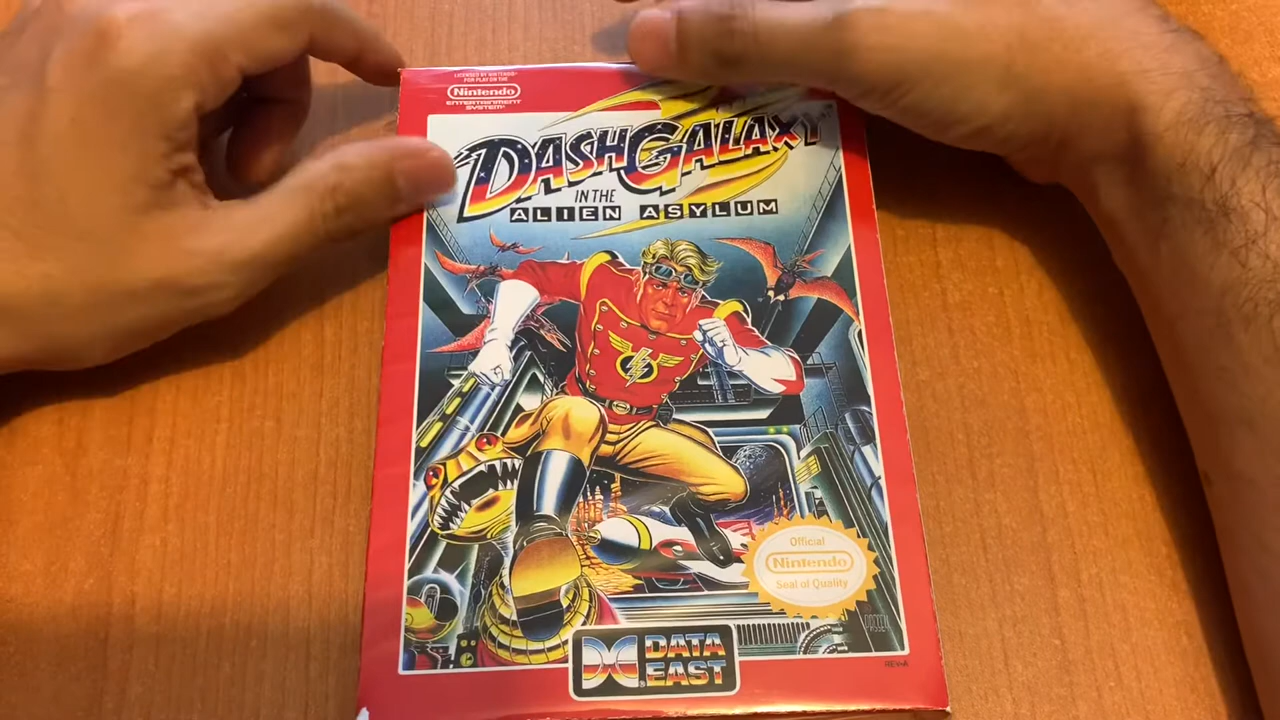 LICENSED BY NINTENDO®
FOR PLAY ON THE
Nintendo
ENTERTAINMENT
SYSTEM®
DASH GALAXY
IN THE
ALIEN ASYLUM
Official
Nintendo
Seal of Quality
DATA
EAST
REV-A